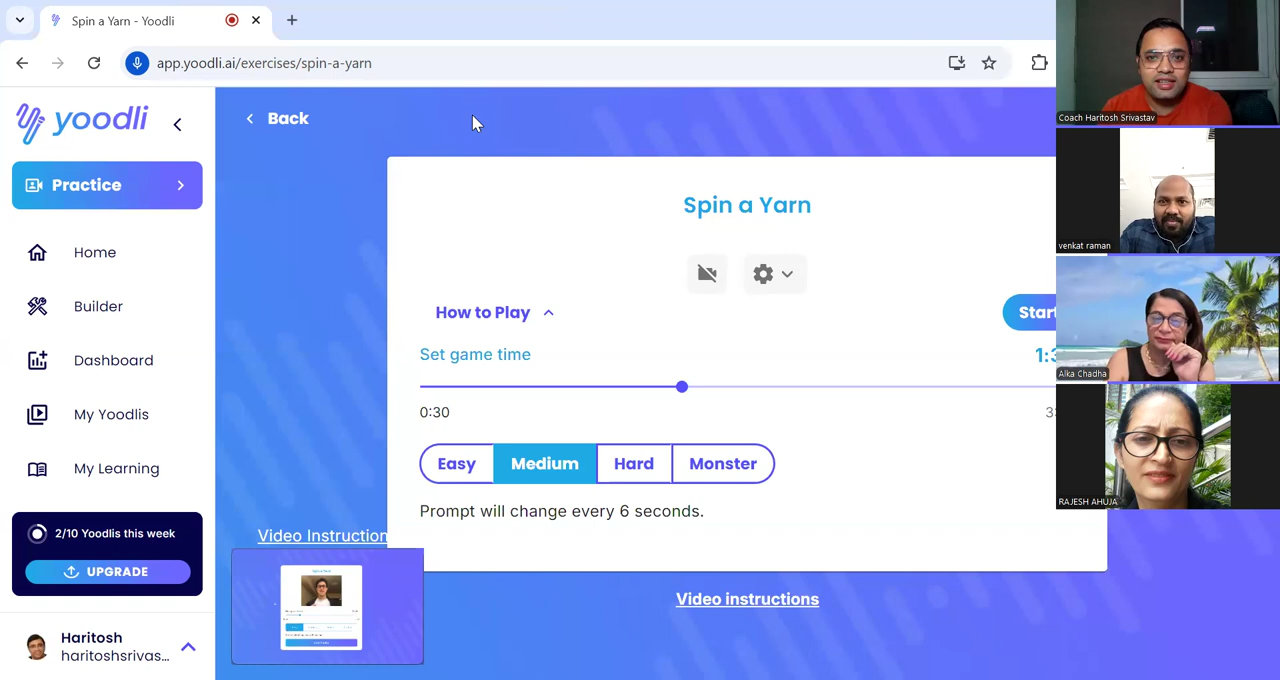 Spin a Yarn - Yoodli
app.yoodli.ai/exercises/spin-a-yarn
yoodli
Practice
Home
Builder
Dashboard
My Yoodlis
My Learning
2/10 Yoodlis this week
UPGRADE
Haritosh
haritoshsrivas...
Back
Spin a Yarn
How to Play
Start
Set game time
1:3
0:30
3:
Easy
Medium
Hard
Monster
Prompt will change every 6 seconds.
Video Instruction
Video instructions
Coach Haritosh Srivastav
venkat raman
Alka Chadha
RAJESH AHUJA